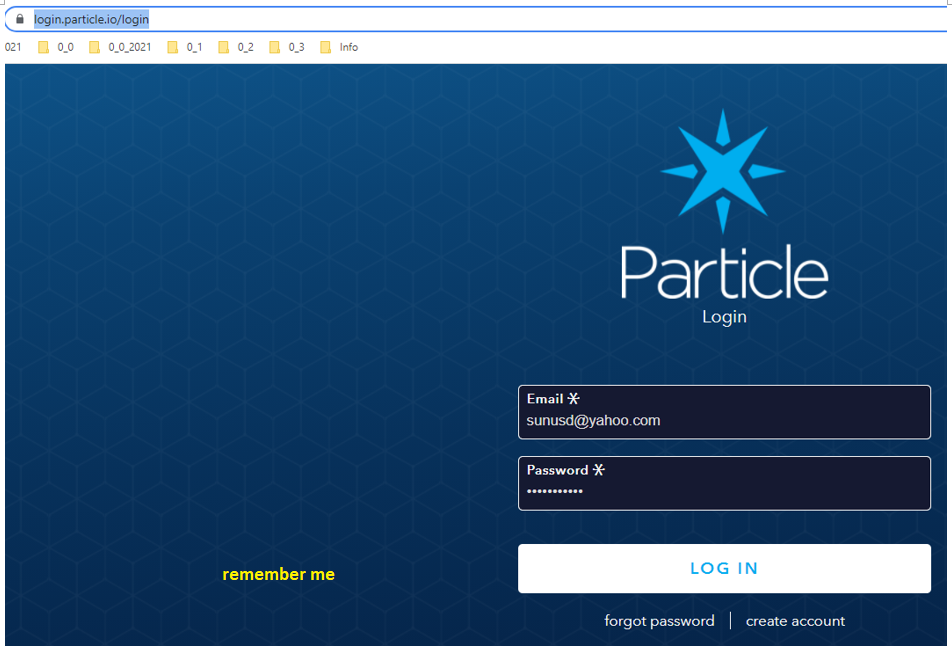 login.particle.io/login
021 0_0 0_0_2021 0_1 0_2 0_3 Info
Particle
Login
Email *
sunusd@yahoo.com
Password *
•••••••••••
remember me
LOG IN
forgot password | create account